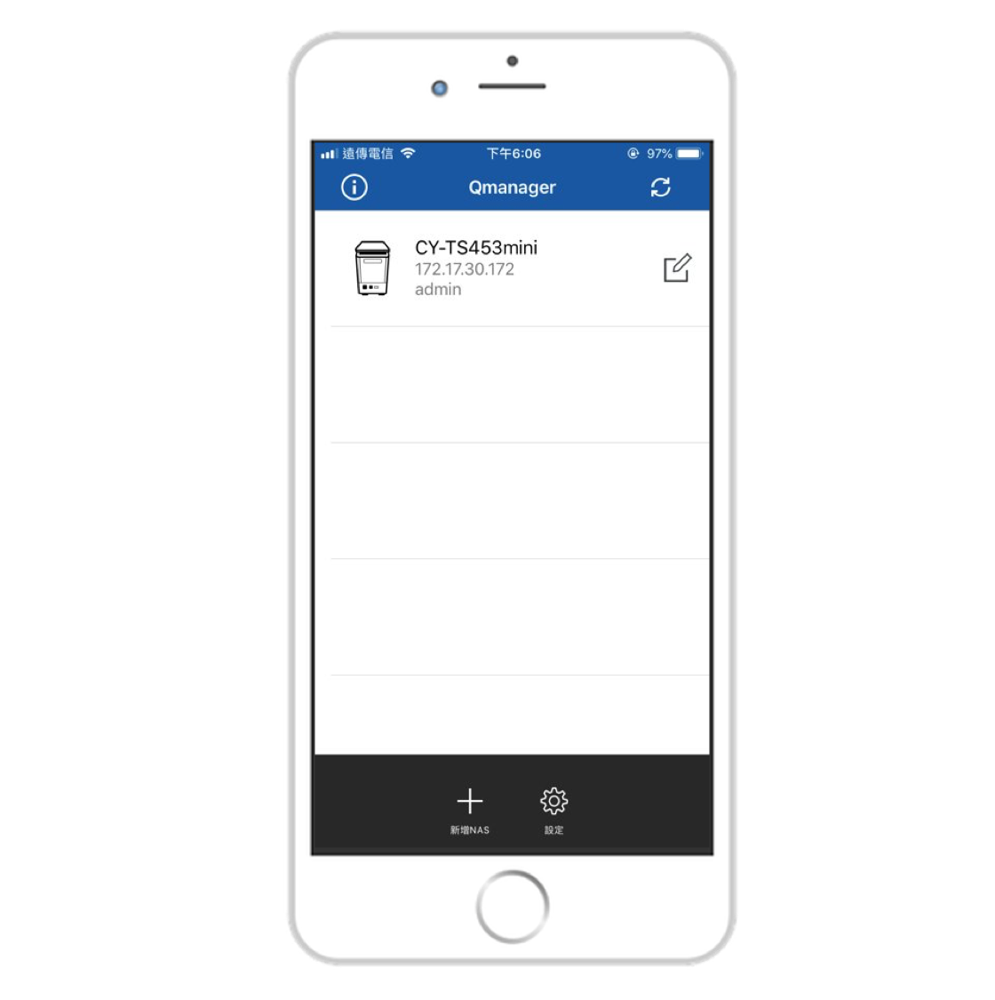 遠傳電信 下午6:06 97%
Qmanager
CY-TS453mini
172.17.30.172
admin
新增NAS 設定